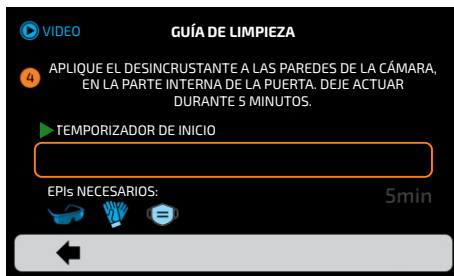 VIDEO
GUÍA DE LIMPIEZA
4
APLIQUE EL DESINCRUSTANTE A LAS PAREDES DE LA CÁMARA,
EN LA PARTE INTERNA DE LA PUERTA. DEJE ACTUAR
DURANTE 5 MINUTOS.
TEMPORIZADOR DE INICIO
EPIs NECESARIOS:
5min